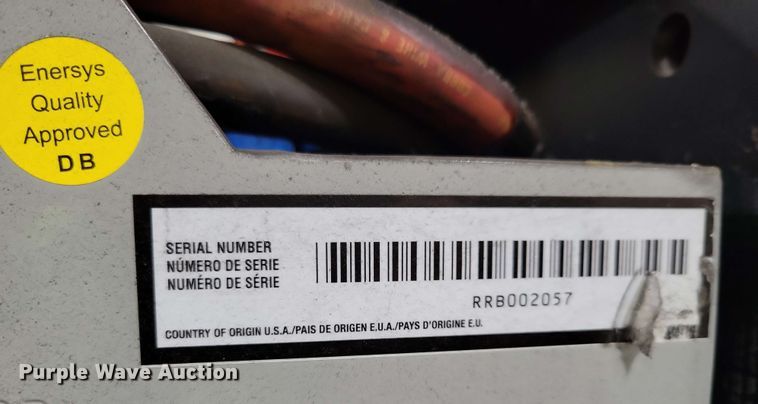 Enersys
Quality
Approved
DB
SERIAL NUMBER
NÚMERO DE SERIE
NUMÉRO DE SÉRIE
RRB002057
COUNTRY OF ORIGIN U.S.A./PAIS DE ORIGEN E.U.A./PAYS D'ORIGINE E.U.
Purple Wave Auction